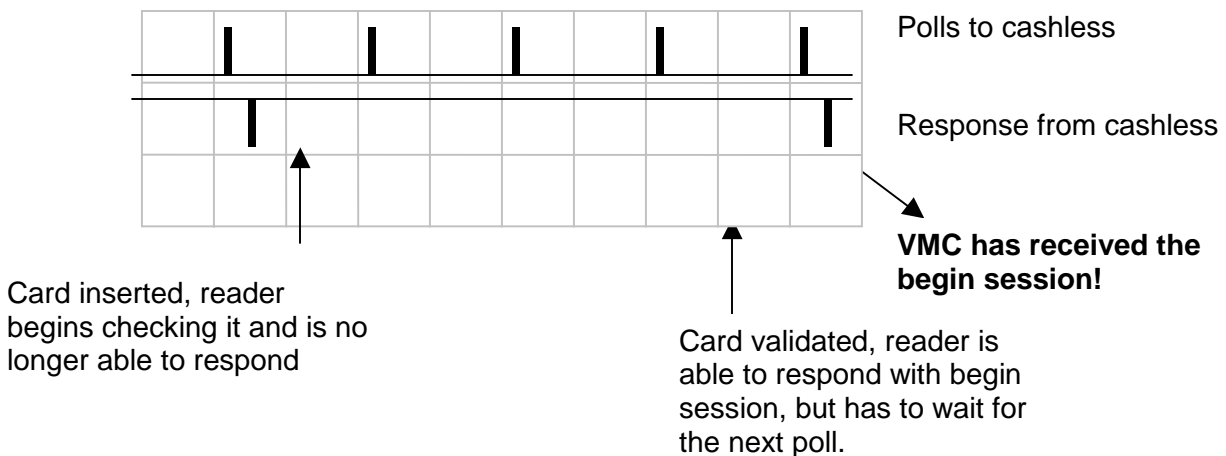 Polls to cashless
Response from cashless
VMC has received the
begin session!
Card inserted, reader
begins checking it and is no
longer able to respond
Card validated, reader is
able to respond with begin
session, but has to wait for
the next poll.